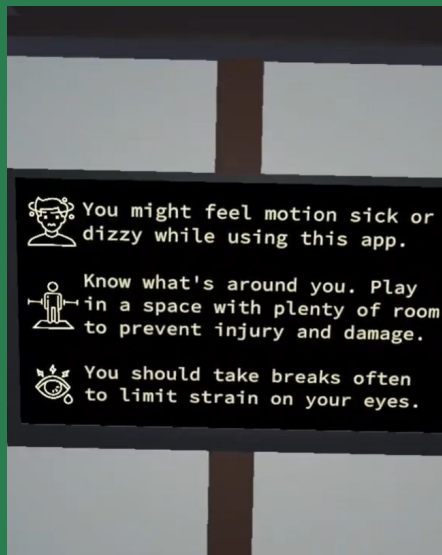 You might feel motion sick or
dizzy while using this app.
Know what's around you. Play
in a space with plenty of room
to prevent injury and damage.
You should take breaks often
to limit strain on your eyes.